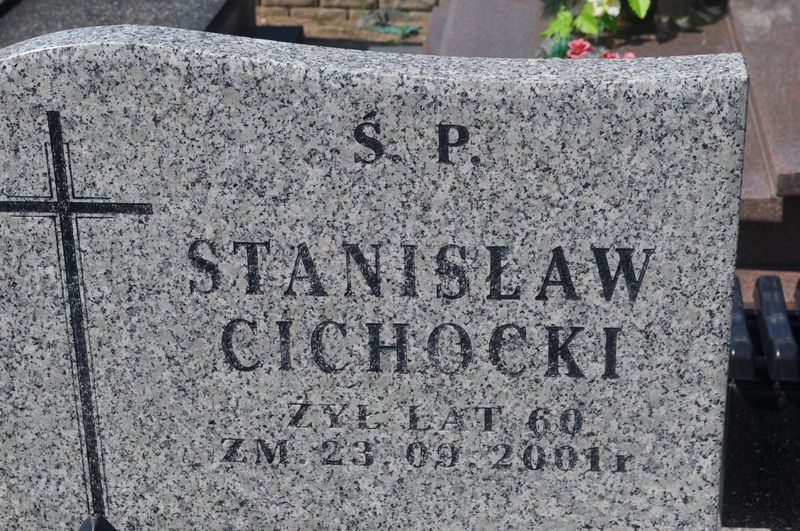 Ś. P.
STANISŁAW
CICHOCKI
ŻYŁ LAT 60
ZM 23 09 2001r